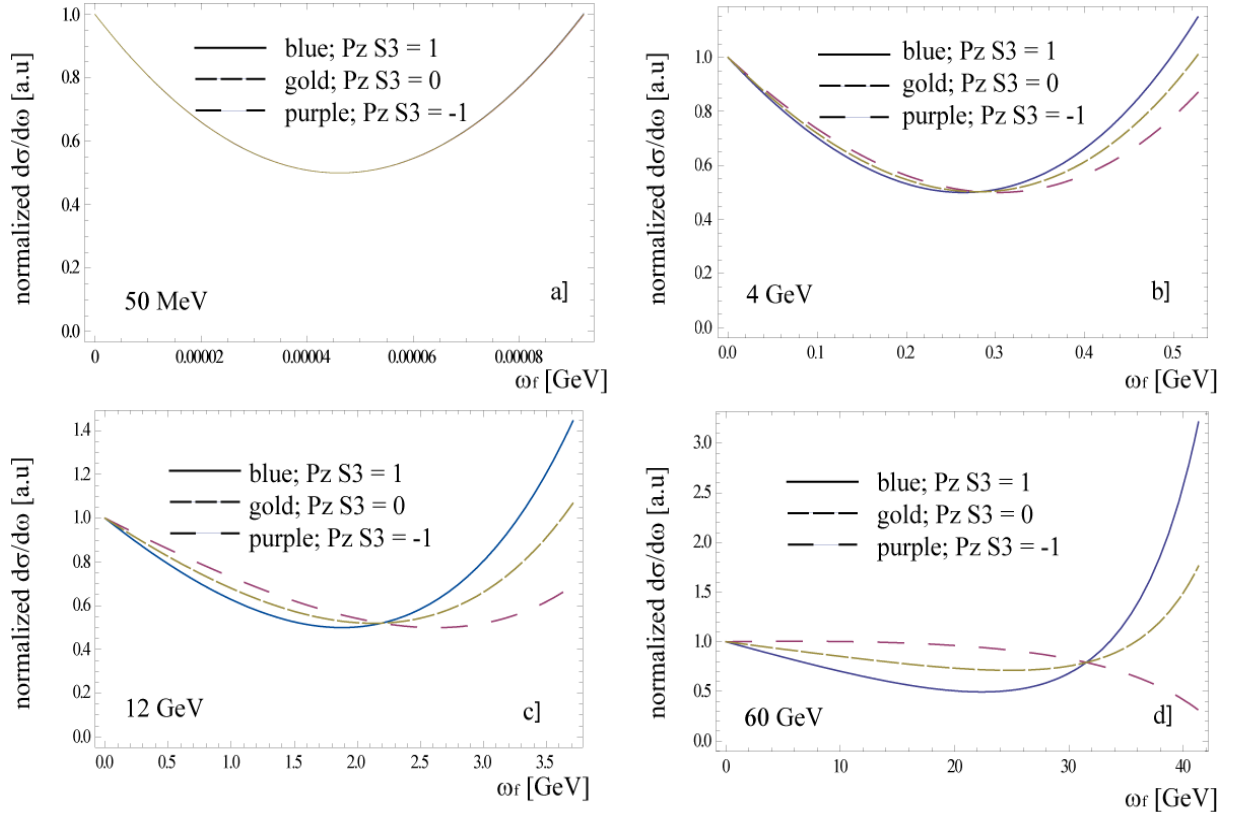 normalized dσ/dω [a.u]
1.0
0.8
0.6
0.4
0.2
0.0
blue; Pz S3 = 1
gold; Pz S3 = 0
purple; Pz S3 = -1
50 MeV
a]
0
0.00002
0.00004
0.00006
0.00008
ωf [GeV]
normalized dσ/dω [a.u]
1.0
0.8
0.6
0.4
0.2
0.0
blue; Pz S3 = 1
gold; Pz S3 = 0
purple; Pz S3 = -1
4 GeV
b]
0.0
0.1
0.2
0.3
0.4
0.5
ωf [GeV]
normalized dσ/dω [a.u]
1.4
1.2
1.0
0.8
0.6
0.4
0.2
0.0
blue; Pz S3 = 1
gold; Pz S3 = 0
purple; Pz S3 = -1
12 GeV
c]
0.0
0.5
1.0
1.5
2.0
2.5
3.0
3.5
ωf [GeV]
normalized dσ/dω [a.u]
3.0
2.5
2.0
1.5
1.0
0.5
0.0
blue; Pz S3 = 1
gold; Pz S3 = 0
purple; Pz S3 = -1
60 GeV
d]
0
10
20
30
40
ωf [GeV]